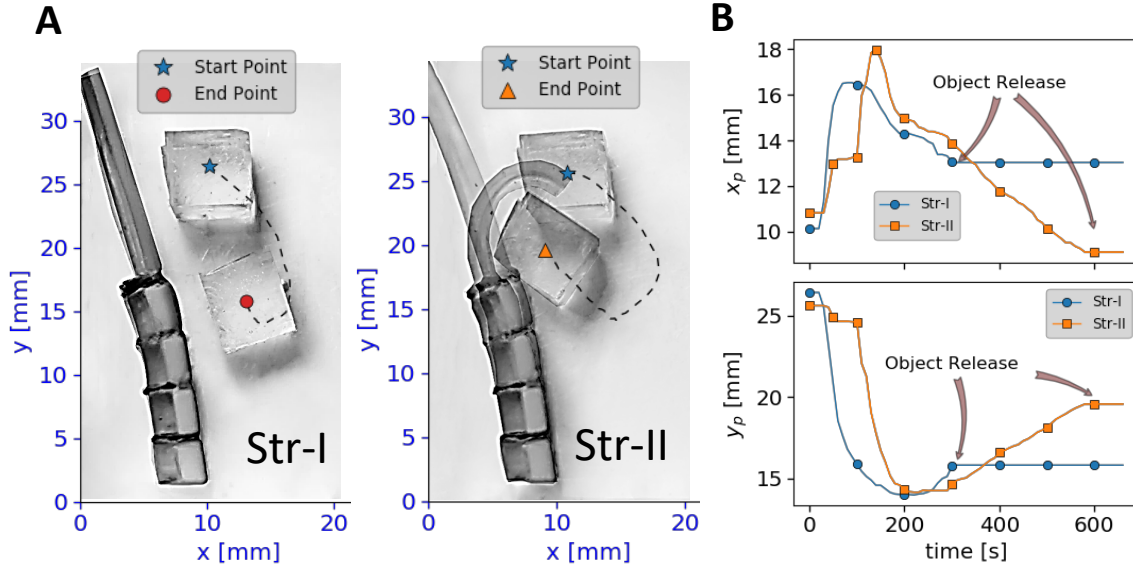 A
B
Start Point
End Point
Start Point
End Point
y [mm]
30
25
20
15
10
5
0
0
10
20
x [mm]
Str-I
y [mm]
30
25
20
15
10
5
0
0
10
20
x [mm]
Str-II
xₚ [mm]
18
16
14
12
10
Object Release
Str-I
Str-II
yₚ [mm]
25
20
15
Str-I
Str-II
Object Release
0
200
400
600
time [s]